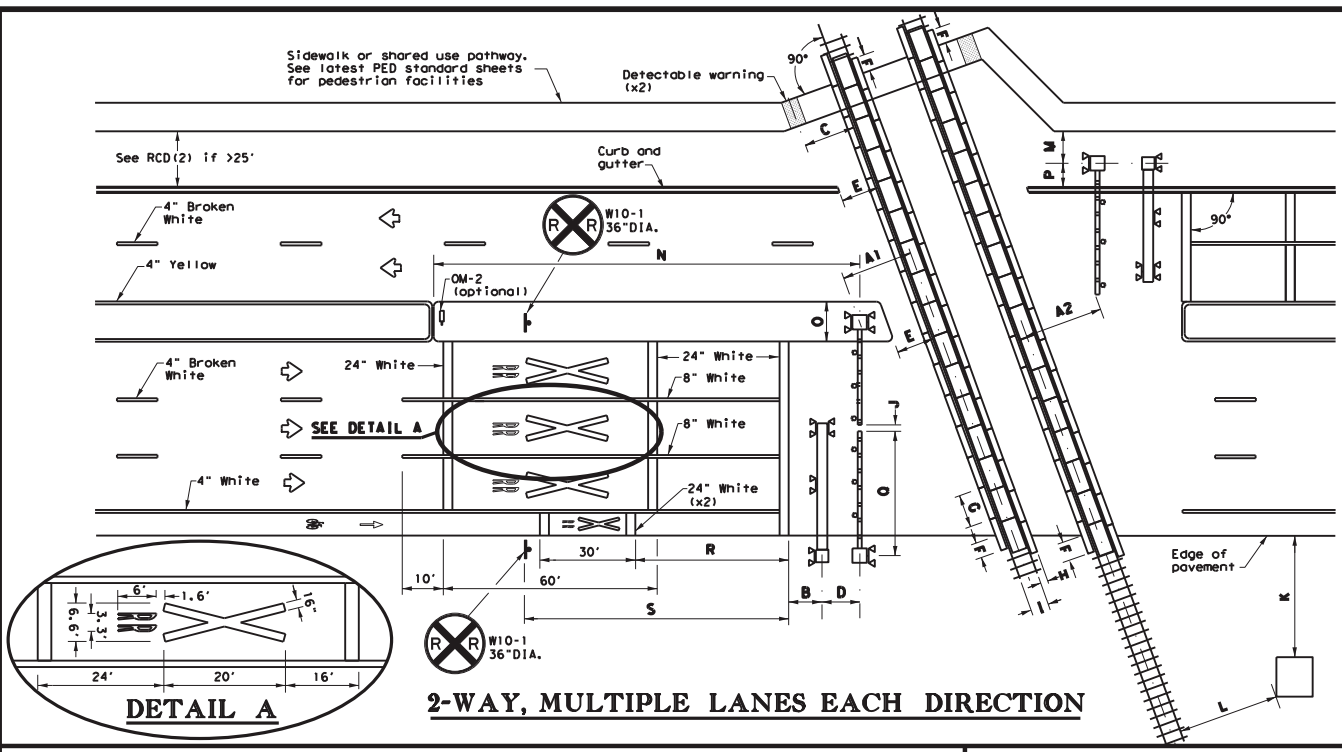 Sidewalk or shared use pathway.
See latest PED standard sheets
for pedestrian facilities
Detectable warning
(x2)
90°
F
F
C
See RCD(2) if >25'
Curb and
gutter
M
P
E
4" Broken
White
R R
W10-1
36"DIA.
90°
N
4" Yellow
A1
OM-2
(optional)
O
A2
E
4" Broken
White
24" White
24" White
8" White
J
SEE DETAIL A
8" White
4" White
Q
G
24" White
(x2)
F
F
H
I
30'
R
Edge of
pavement
10'
60'
B
D
K
S
R R
W10-1
36"DIA.
6'
1.6'
16"
6.6'
3.3'
24'
20'
16'
L
DETAIL A
2-WAY, MULTIPLE LANES EACH DIRECTION